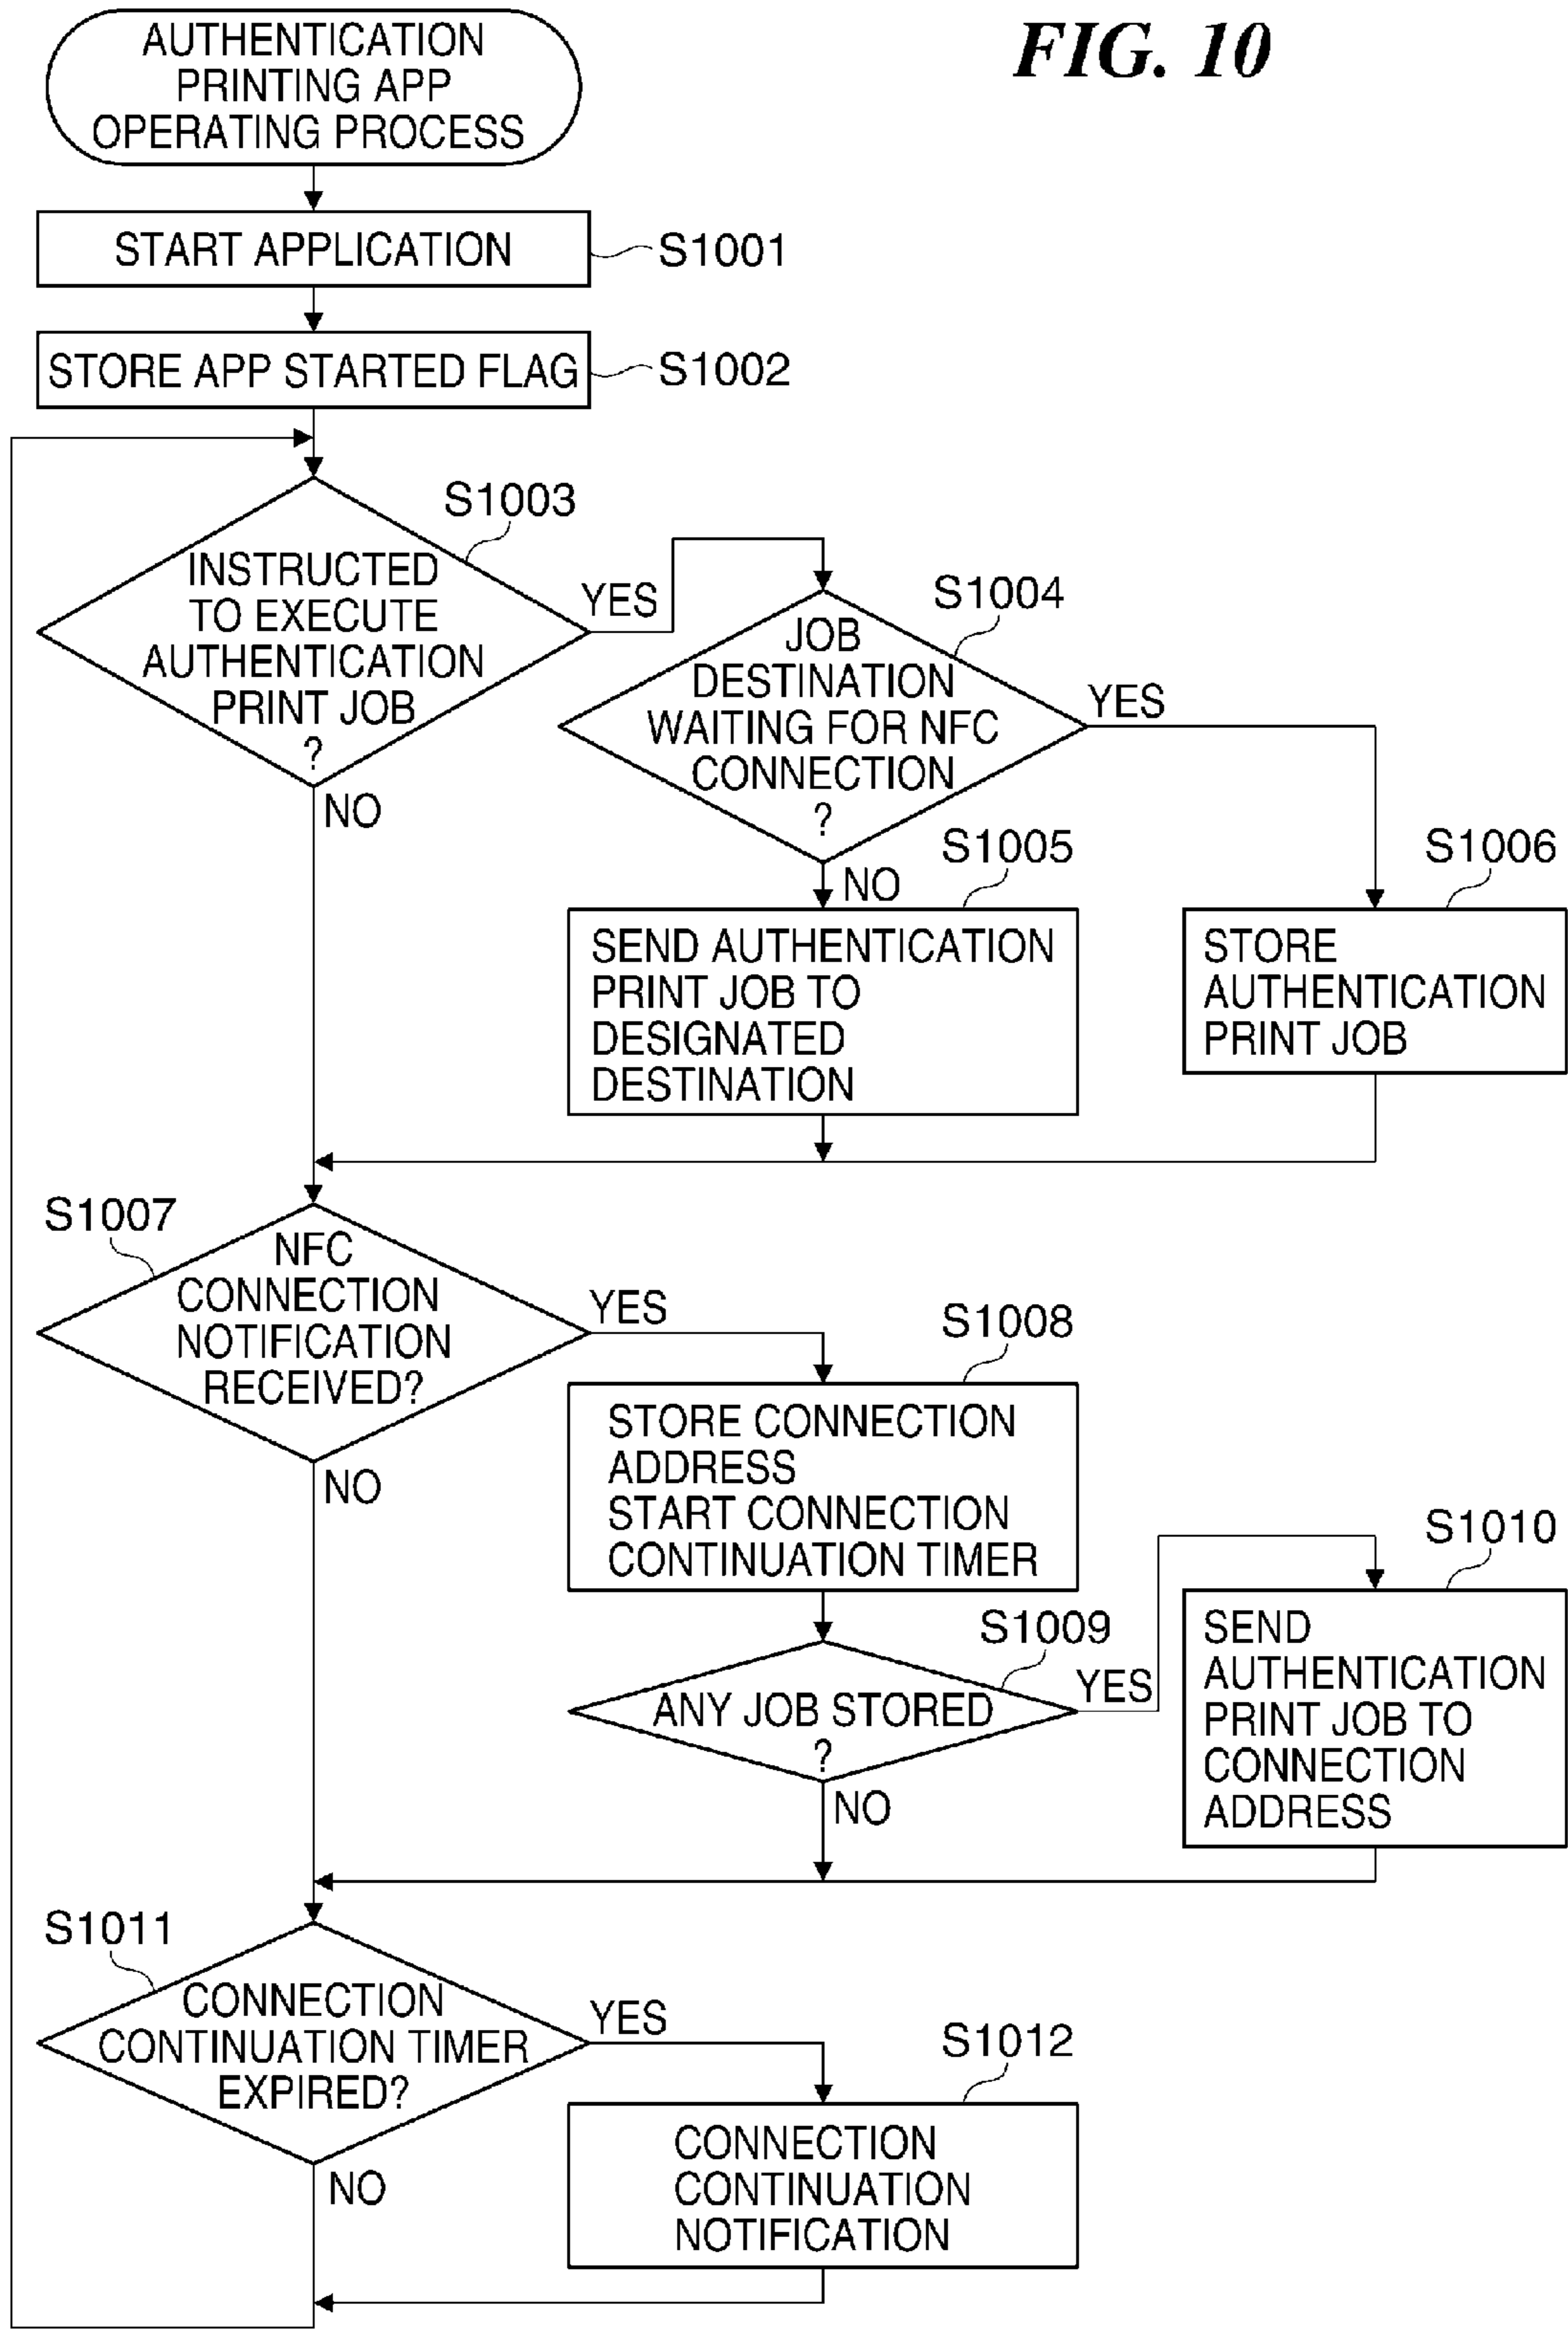 FIG. 10
AUTHENTICATION
PRINTING APP
OPERATING PROCESS
START APPLICATION
S1001
STORE APP STARTED FLAG
S1002
S1003
INSTRUCTED
TO EXECUTE
AUTHENTICATION
PRINT JOB
?
YES
NO
S1004
JOB
DESTINATION
WAITING FOR NFC
CONNECTION
?
YES
NO
S1005
SEND AUTHENTICATION
PRINT JOB TO
DESIGNATED
DESTINATION
S1006
STORE
AUTHENTICATION
PRINT JOB
S1007
NFC
CONNECTION
NOTIFICATION
RECEIVED?
YES
NO
S1008
STORE CONNECTION
ADDRESS
START CONNECTION
CONTINUATION TIMER
S1009
ANY JOB STORED
?
YES
NO
S1010
SEND
AUTHENTICATION
PRINT JOB TO
CONNECTION
ADDRESS
S1011
CONNECTION
CONTINUATION TIMER
EXPIRED?
YES
NO
S1012
CONNECTION
CONTINUATION
NOTIFICATION